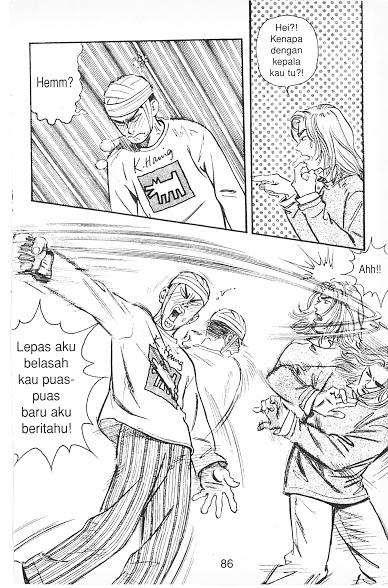 Hei?!
Kenapa
dengan
kepala
kau tu?!
Hemm?
K.Haring
Ahh!!
Lepas aku
belasah
kau puas-
puas
baru aku
beritahu!
86